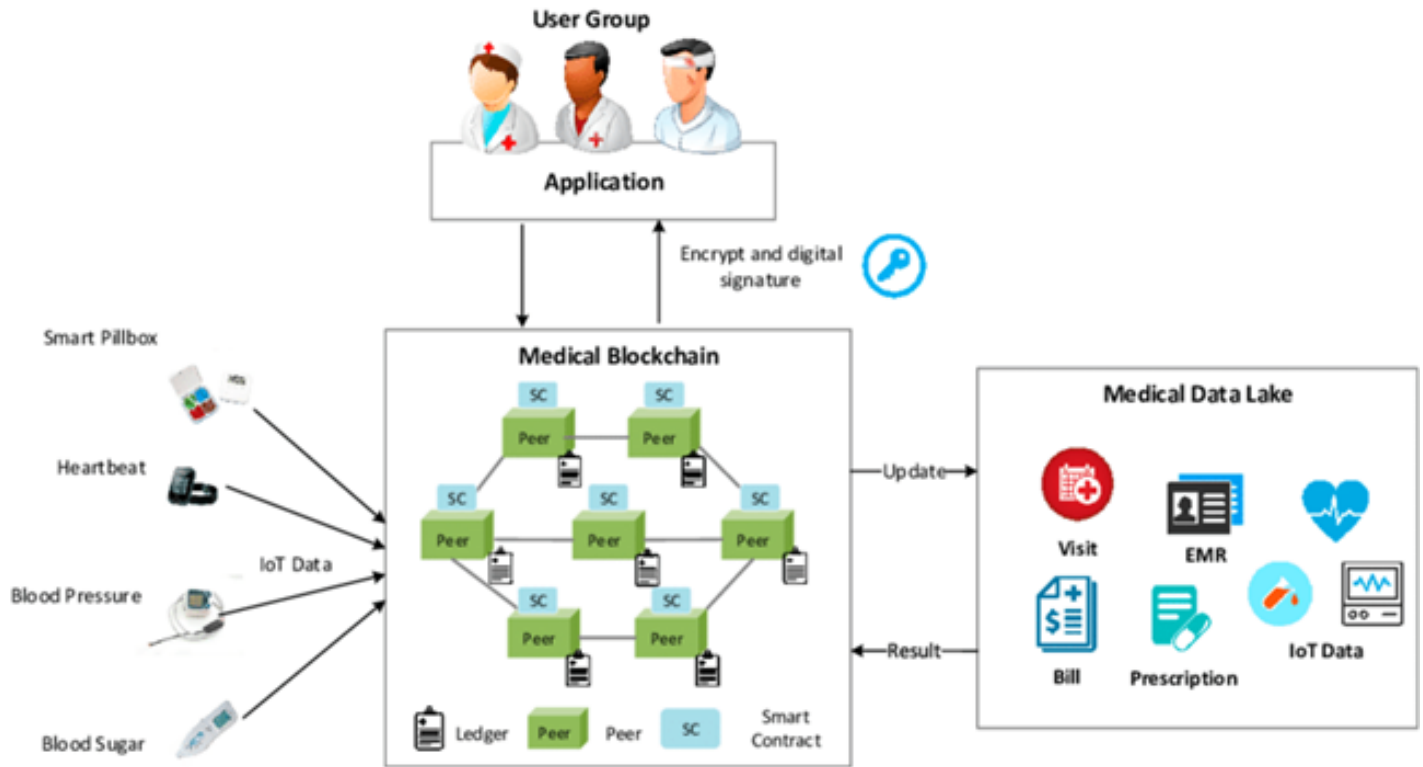 User Group
Application
Encrypt and digital
signature
Smart Pillbox
Heartbeat
IoT Data
Blood Pressure
Blood Sugar
Medical Blockchain
SC
SC
Peer
Peer
SC
SC
SC
Peer
Peer
Peer
SC
SC
Peer
Peer
Ledger
Peer
Peer
SC
Smart
Contract
Update
Result
Medical Data Lake
Visit
EMR
Bill
Prescription
IoT Data